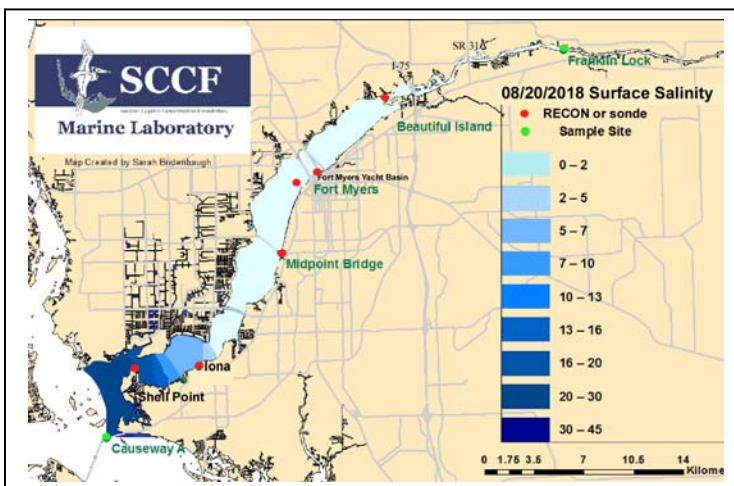 SCCF
Marine Laboratory
Map Created by Sarah Bridenbaugh
SR 31
I-75
Franklin Lock
Beautiful Island
Fort Myers Yacht Basin
Fort Myers
Midpoint Bridge
Iona
Shell Point
Causeway A
08/20/2018 Surface Salinity
RECON or sonde
Sample Site
0 – 2
2 – 5
5 – 7
7 – 10
10 – 13
13 – 16
16 – 20
20 – 30
30 – 45
0 1.75 3.5 7 10.5 14
Kilome